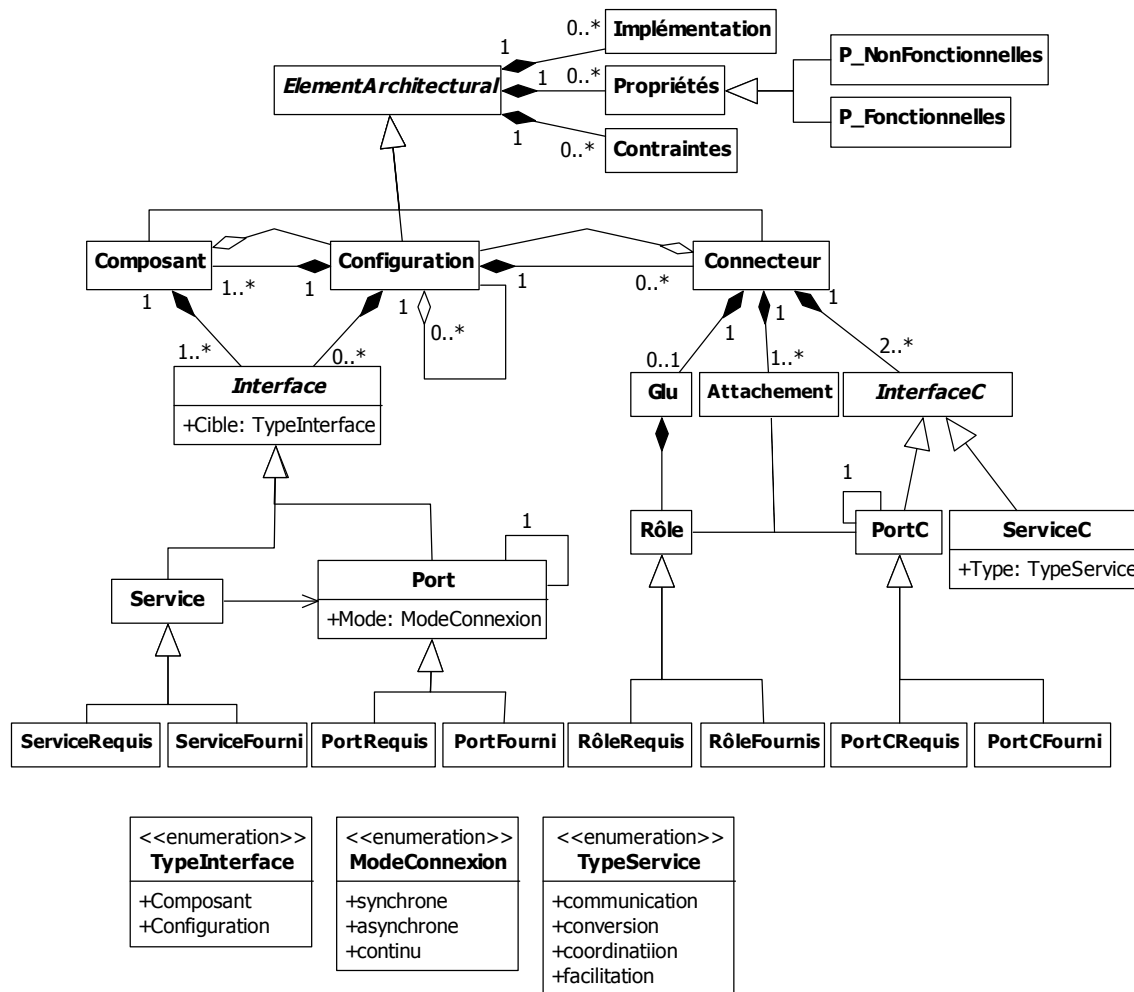 0..*
Implémentation
1
P_NonFonctionnelles
ElementArchitectural
1
0..*
Propriétés
P_Fonctionnelles
1
0..*
Contraintes
Composant
Configuration
Connecteur
1
1..*
1
1
0..*
1
0..*
1
1
1
1..*
0..*
0..1
1..*
2..*
Interface
+Cible: TypeInterface
Glu
Attachement
InterfaceC
1
1
Rôle
PortC
ServiceC
+Type: TypeService
Service
Port
+Mode: ModeConnexion
ServiceRequis
ServiceFourni
PortRequis
PortFourni
RôleRequis
RôleFournis
PortCRequis
PortCFourni
<<enumeration>>
TypeInterface
+Composant
+Configuration
<<enumeration>>
ModeConnexion
+synchrone
+asynchrone
+continu
<<enumeration>>
TypeService
+communication
+conversion
+coordinatiion
+facilitation